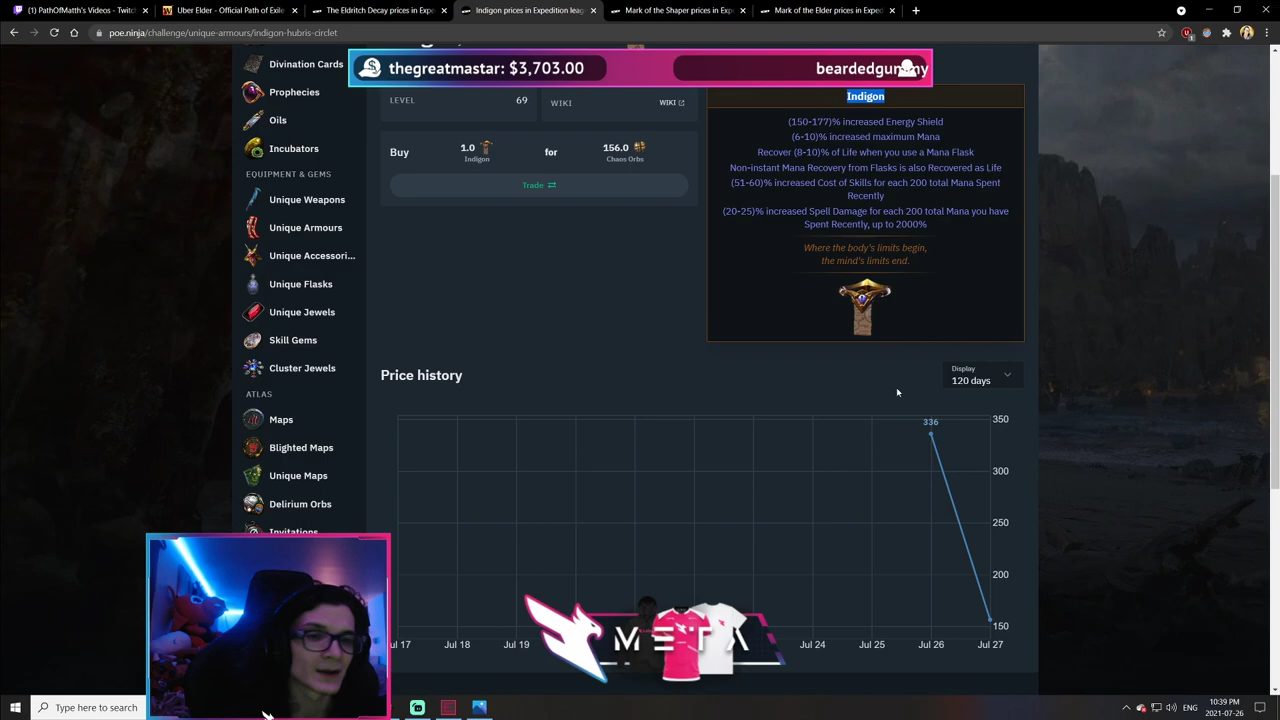 (1) PathOfMath's Videos - Twitch
Uber Elder - Official Path of Exile
The Eldritch Decay prices in Expe
Indigon prices in Expedition leag
Mark of the Shaper prices in Exp
Mark of the Elder prices in Exped
poe.ninja/challenge/unique-armours/indigon-hubris-circlet
thegreatmastar: $3,703.00
beardedgummy
Divination Cards
Prophecies
Oils
Incubators
EQUIPMENT & GEMS
Unique Weapons
Unique Armours
Unique Accessori...
Unique Flasks
Unique Jewels
Skill Gems
Cluster Jewels
ATLAS
Maps
Blighted Maps
Unique Maps
Delirium Orbs
Invitations
LEVEL
69
WIKI
WIKI
Buy
1.0
Indigon
for
156.0
Chaos Orbs
Trade
Indigon
(150-177)% increased Energy Shield
(6-10)% increased maximum Mana
Recover (8-10)% of Life when you use a Mana Flask
Non-instant Mana Recovery from Flasks is also Recovered as Life
(51-60)% increased Cost of Skills for each 200 total Mana Spent
Recently
(20-25)% increased Spell Damage for each 200 total Mana you have
Spent Recently, up to 2000%
Where the body's limits begin,
the mind's limits end.
Price history
Display
120 days
336
350
300
250
200
150
ul 17
Jul 18
Jul 19
Jul 24
Jul 25
Jul 26
Jul 27
META
Type here to search
ENG
10:39 PM
2021-07-26